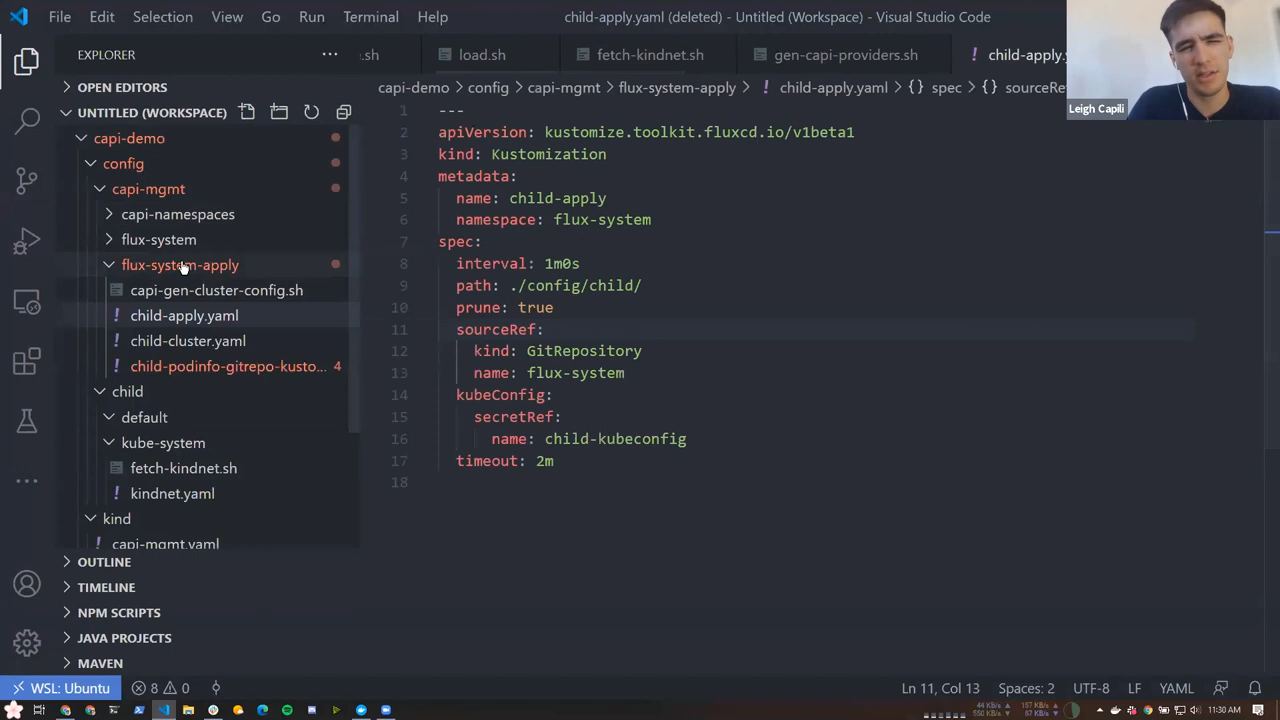 File Edit Selection View Go Run Terminal Help
child-apply.yaml (deleted) - Untitled (Workspace) - Visual Studio Code
EXPLORER
.sh
load.sh
fetch-kindnet.sh
gen-capi-providers.sh
child-apply.y
Leigh Capili
OPEN EDITORS
UNTITLED (WORKSPACE)
capi-demo
config
capi-mgmt
capi-namespaces
flux-system
flux-system-apply
capi-gen-cluster-config.sh
child-apply.yaml
child-cluster.yaml
child-podinfo-gitrepo-kusto... 4
child
default
kube-system
fetch-kindnet.sh
kindnet.yaml
kind
capi-mgmt.yaml
OUTLINE
TIMELINE
NPM SCRIPTS
JAVA PROJECTS
MAVEN
capi-demo > config > capi-mgmt > flux-system-apply > ! child-apply.yaml > {} spec > {} sourceRef
1 ---
2 apiVersion: kustomize.toolkit.fluxcd.io/v1beta1
3 kind: Kustomization
4 metadata:
5 name: child-apply
6 namespace: flux-system
7 spec:
8 interval: 1m0s
9 path: ./config/child/
10 prune: true
11 sourceRef:
12 kind: GitRepository
13 name: flux-system
14 kubeConfig:
15 secretRef:
16 name: child-kubeconfig
17 timeout: 2m
18
WSL: Ubuntu 8 0 Ln 11, Col 13 Spaces: 2 UTF-8 LF YAML
11:30 AM